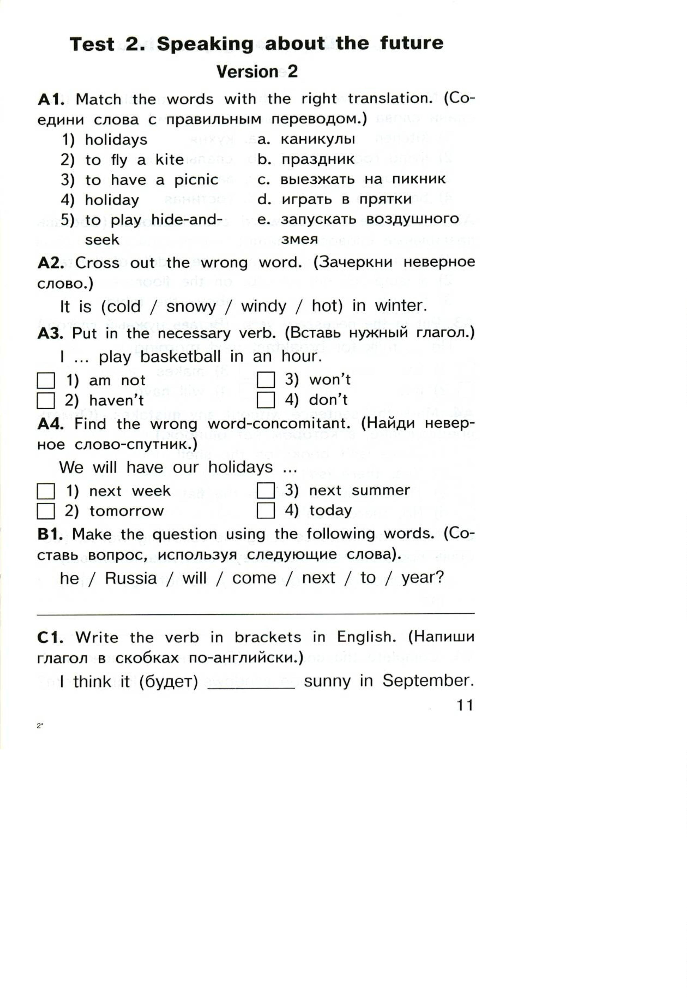 Test 2. Speaking about the future
Version 2
A1. Match the words with the right translation. (Со-
едини слова с правильным переводом.)
1) holidays a. каникулы
2) to fly a kite b. праздник
3) to have a picnic c. выезжать на пикник
4) holiday d. играть в прятки
5) to play hide-and- e. запускать воздушного
seek змея
A2. Cross out the wrong word. (Зачеркни неверное
слово.)
It is (cold / snowy / windy / hot) in winter.
A3. Put in the necessary verb. (Вставь нужный глагол.)
I ... play basketball in an hour.
1) am not 3) won't
2) haven't 4) don't
A4. Find the wrong word-concomitant. (Найди невер-
ное слово-спутник.)
We will have our holidays ...
1) next week 3) next summer
2) tomorrow 4) today
B1. Make the question using the following words. (Со-
ставь вопрос, используя следующие слова).
he / Russia / will / come / next / to / year?
C1. Write the verb in brackets in English. (Напиши
глагол в скобках по-английски.)
I think it (будет) __________ sunny in September.
11
2*